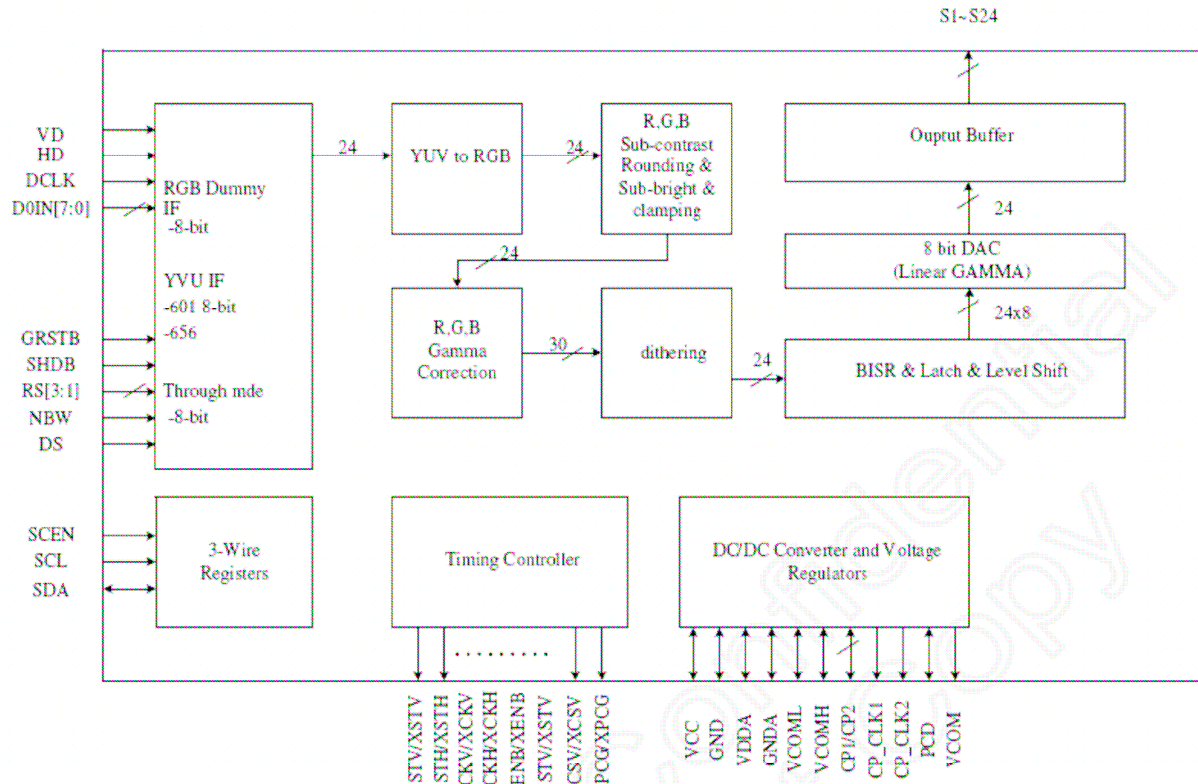 S1~S24
VD
HD
DCLK
D0IN[7:0]
GRSTB
SHDB
RS[3:1]
NBW
DS
SCEN
SCL
SDA
RGB Dummy
IF
-8-bit
YVU IF
-601 8-bit
-656
Through mde
-8-bit
24
YUV to RGB
24
R,G,B
Sub-contrast
Rounding &
Sub-bright &
clamping
24
R,G,B
Gamma
Correction
30
dithering
24
Ouptut Buffer
24
8 bit DAC
(Linear GAMMA)
24x8
BISR & Latch & Level Shift
3-Wire
Registers
Timing Controller
DC/DC Converter and Voltage
Regulators
STV/XSTV
STH/XSTH
CKV/XCKV
CKH/XCKH
ENB/XENB
STV/XSTV
CSV/XCSV
PCG/XPCG
VCC
GND
VDDA
GNDA
VCOML
VCOMH
CP1/CP2
CP_CLK1
CP_CLK2
PCD
VCOM
Confidential
Copy